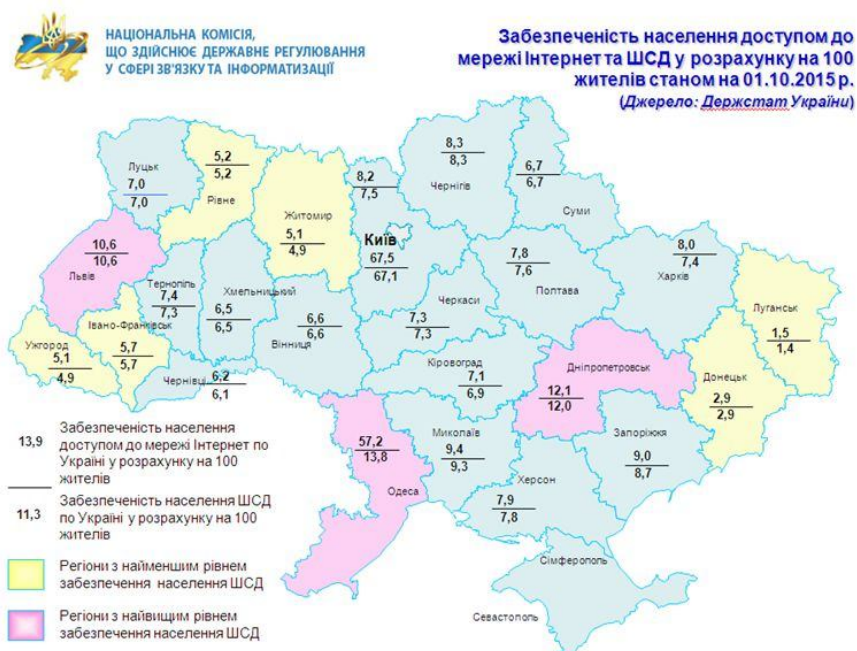 НАЦІОНАЛЬНА КОМІСІЯ,
ЩО ЗДІЙСНЮЄ ДЕРЖАВНЕ РЕГУЛЮВАННЯ
У СФЕРІ ЗВ'ЯЗКУ ТА ІНФОРМАТИЗАЦІЇ
Забезпеченість населення доступом до
мережі Інтернет та ШСД у розрахунку на 100
жителів станом на 01.10.2015 р.
(Джерело: Держстат України)
Луцьк
7,0
7,0
5,2
5,2
Рівне
Житомир
5,1
4,9
8,2
7,5
Київ
67,5
67,1
8,3
8,3
Чернігів
6,7
6,7
Суми
10,6
10,6
Львів
Тернопіль
7,4
7,3
Хмельницький
6,5
6,5
6,6
6,6
Вінниця
Черкаси
7,3
7,3
7,8
7,6
Полтава
8,0
7,4
Харків
Луганськ
1,5
1,4
Ужгород
5,1
4,9
Івано-Франківськ
5,7
5,7
Чернівці
6,2
6,1
Кіровоград
7,1
6,9
Дніпропетровськ
12,1
12,0
Донецьк
2,9
2,9
57,2
13,8
Одеса
Миколаїв
9,4
9,3
Запоріжжя
9,0
8,7
Херсон
7,9
7,8
Сімферополь
Севастополь
13,9
Забезпеченість населення
доступом до мережі Інтернет по
Україні у розрахунку на 100
жителів
11,3
Забезпеченість населення ШСД
по Україні у розрахунку на 100
жителів
Регіони з найменшим рівнем
забезпечення населення ШСД
Регіони з найвищим рівнем
забезпечення населення ШСД